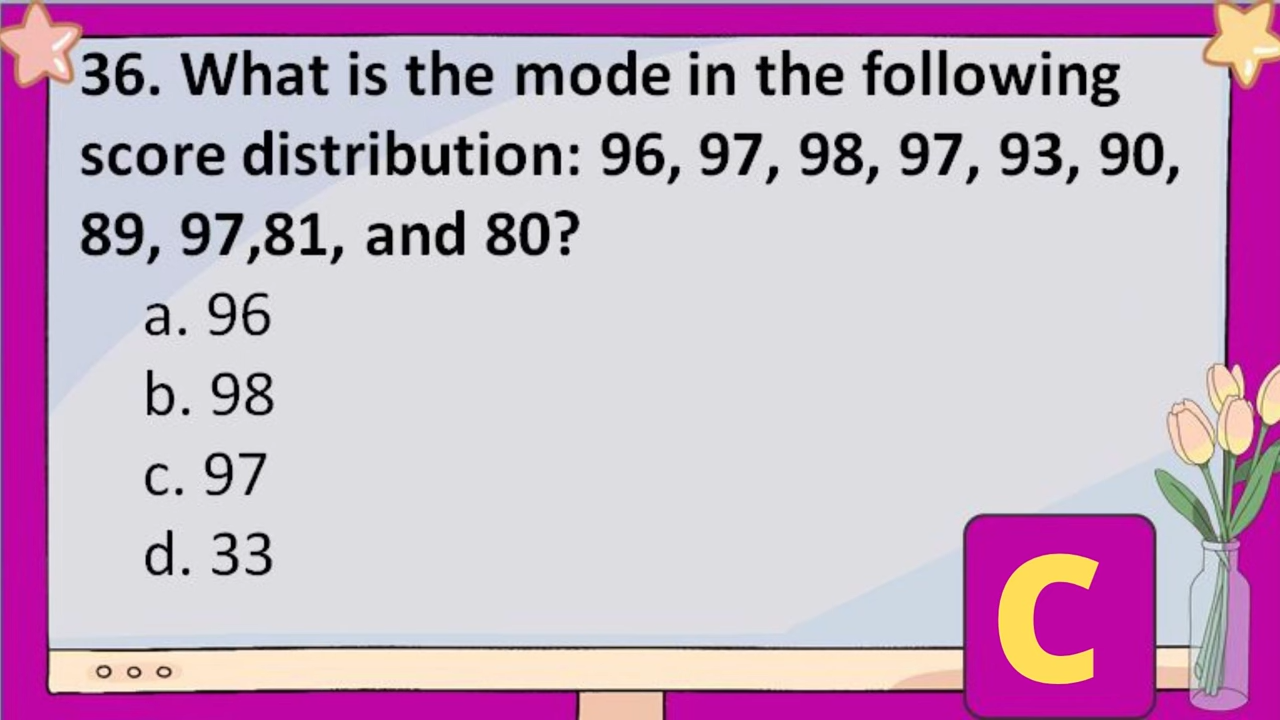 36. What is the mode in the following
score distribution: 96, 97, 98, 97, 93, 90,
89, 97,81, and 80?
a. 96
b. 98
c. 97
d. 33
C